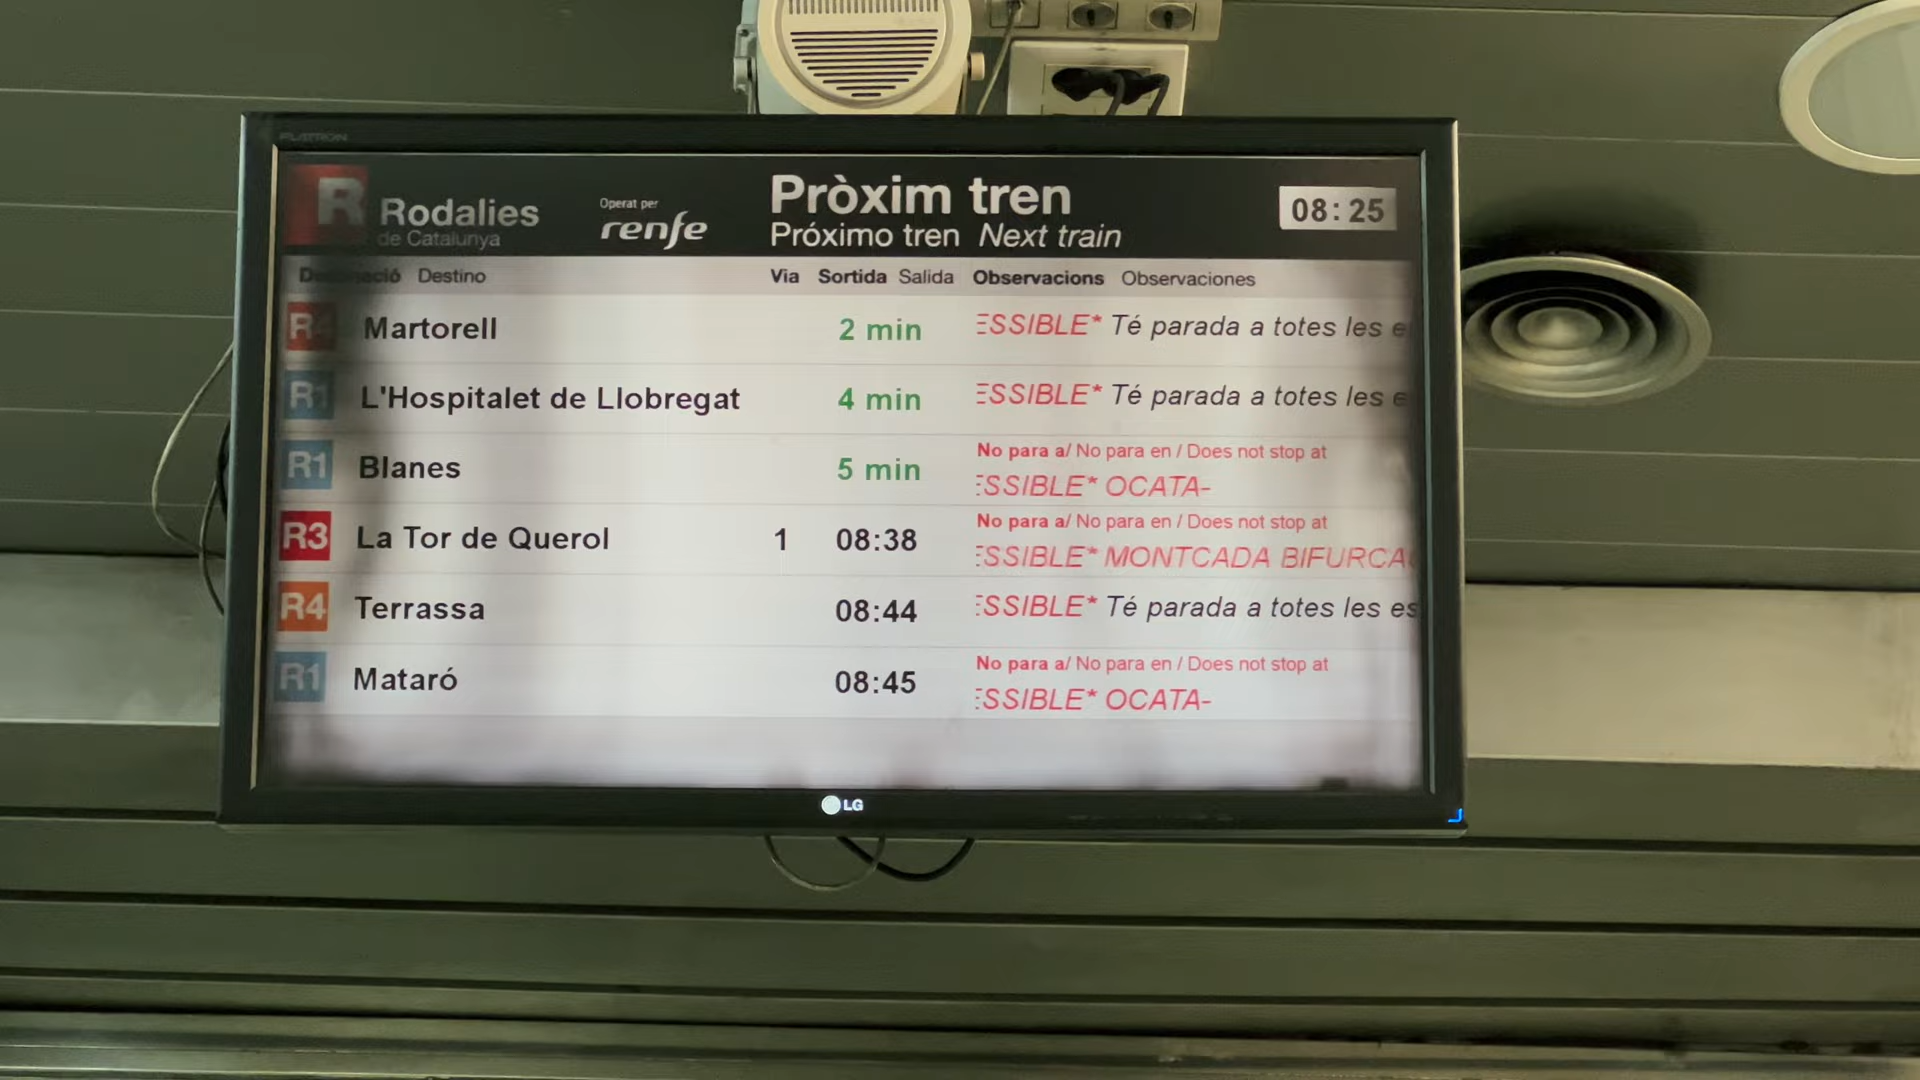 FLATRON
R Rodalies
de Catalunya
Operat per
renfe
Pròxim tren
Próximo tren Next train
08:25
Destinació Destino Via Sortida Salida Observacions Observaciones
R4 Martorell 2 min ESSIBLE* Té parada a totes les e
R1 L'Hospitalet de Llobregat 4 min ESSIBLE* Té parada a totes les e
R1 Blanes 5 min No para a/ No para en / Does not stop at
ESSIBLE* OCATA-
R3 La Tor de Querol 1 08:38 No para a/ No para en / Does not stop at
ESSIBLE* MONTCADA BIFURCA
R4 Terrassa 08:44 ESSIBLE* Té parada a totes les es
R1 Mataró 08:45 No para a/ No para en / Does not stop at
ESSIBLE* OCATA-
LG